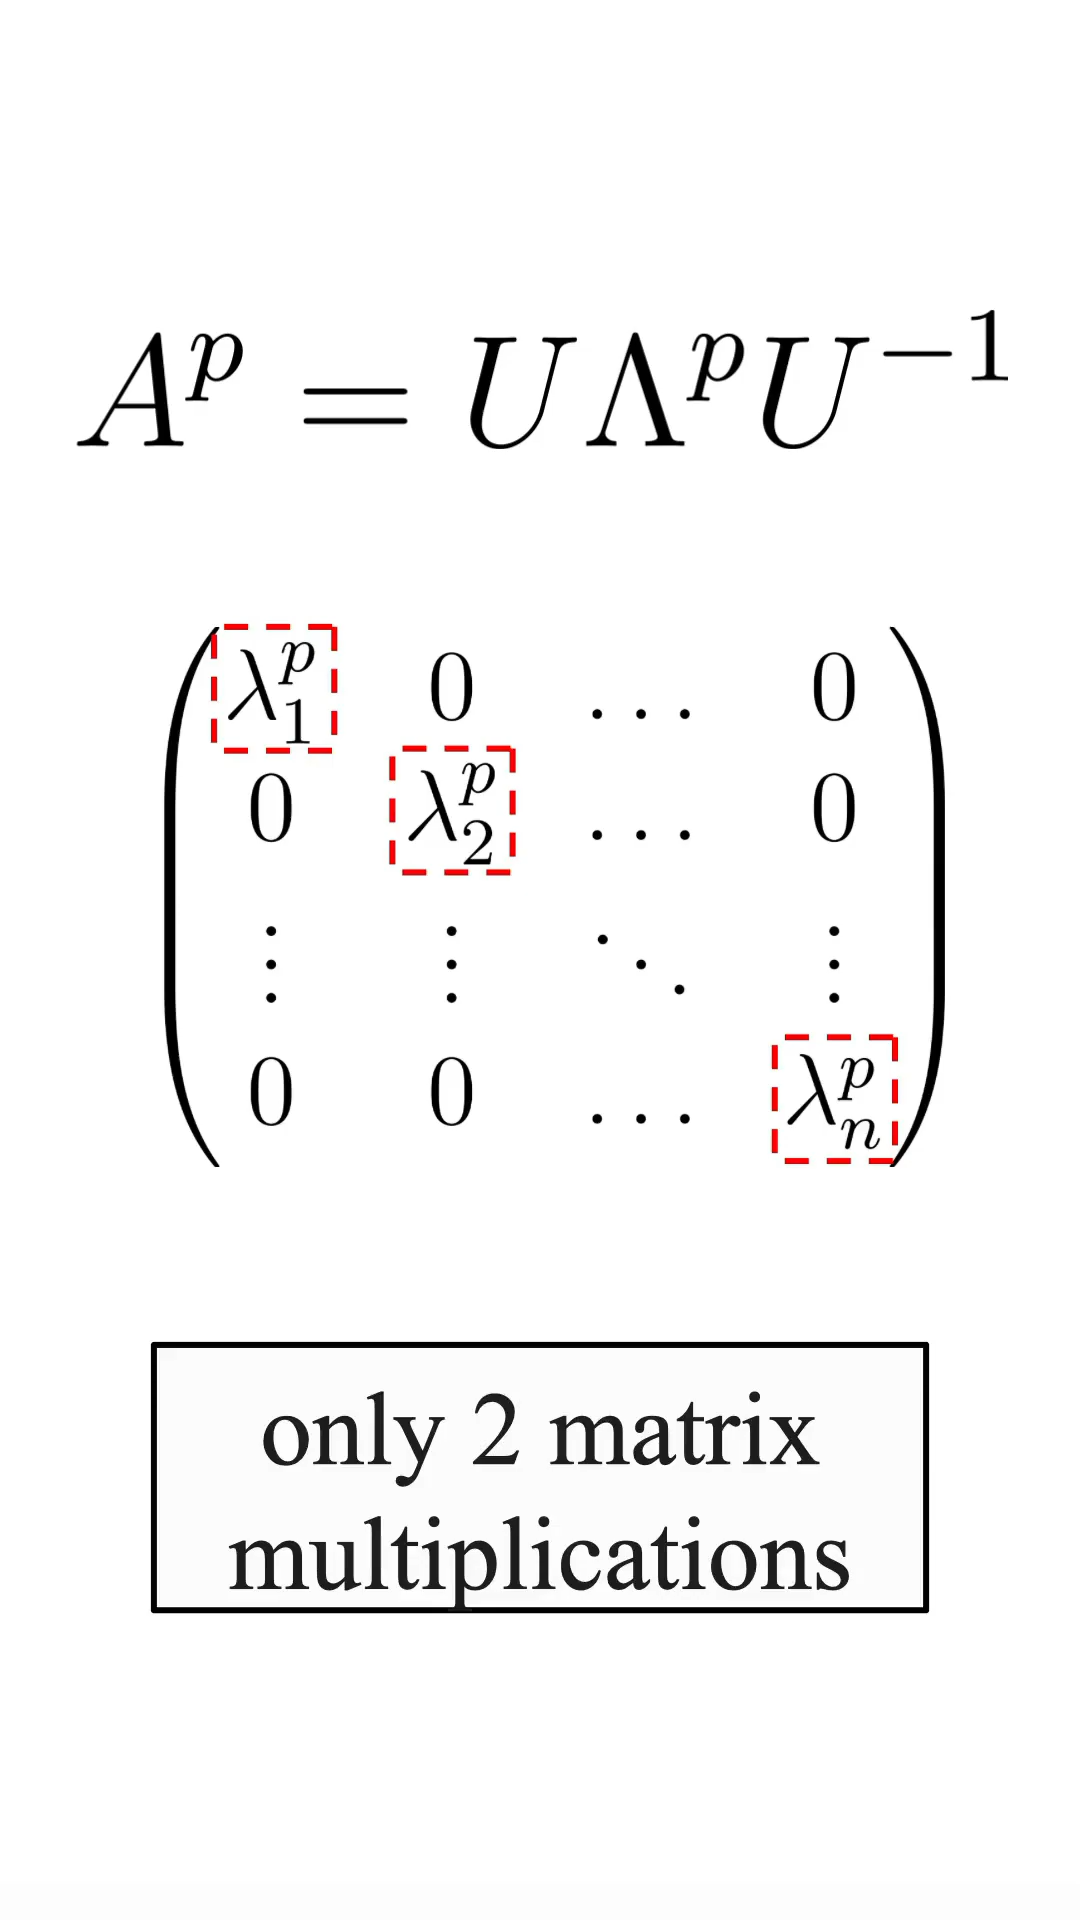 A^p = UΛ^pU^{-1}
λ_1^p 0 … 0
0 λ_2^p … 0
⋮ ⋮ ⋱ ⋮
0 0 … λ_n^p
only 2 matrix
multiplications